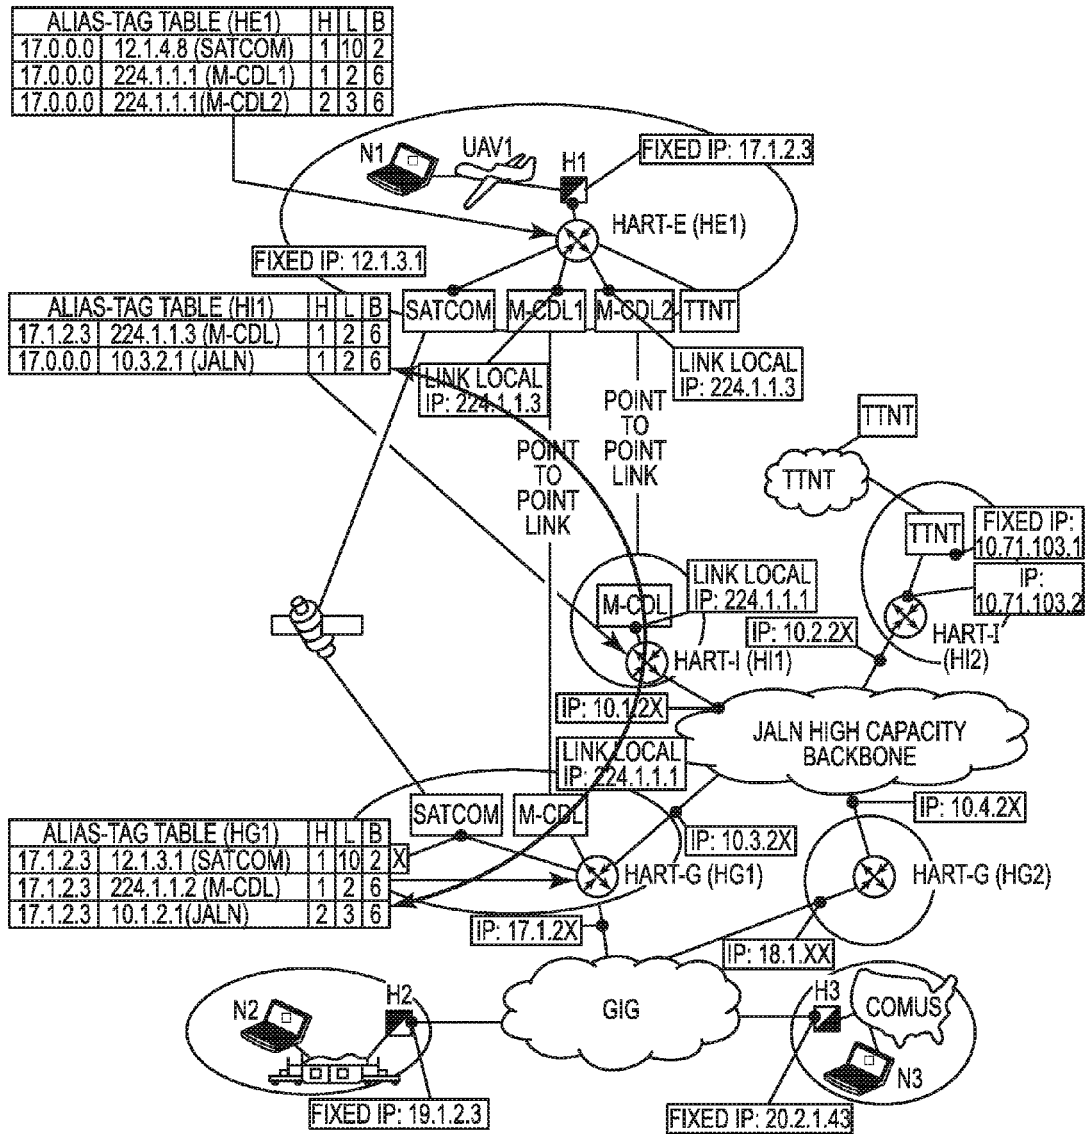 ALIAS-TAG TABLE (HE1) H L B
17.0.0.0 12.1.4.8 (SATCOM) 1 10 2
17.0.0.0 224.1.1.1 (M-CDL1) 1 2 6
17.0.0.0 224.1.1.1(M-CDL2) 2 3 6
N1
UAV1
H1
FIXED IP: 17.1.2.3
HART-E (HE1)
FIXED IP: 12.1.3.1
SATCOM
M-CDL1
M-CDL2
TTNT
ALIAS-TAG TABLE (HI1) H L B
17.1.2.3 224.1.1.3 (M-CDL) 1 2 6
17.0.0.0 10.3.2.1 (JALN) 1 2 6
LINK LOCAL
IP: 224.1.1.3
LINK LOCAL
IP: 224.1.1.3
POINT
TO
POINT
LINK
POINT
TO
POINT
LINK
TTNT
TTNT
TTNT
FIXED IP:
10.71.103.1
IP:
10.71.103.2
M-CDL
LINK LOCAL
IP: 224.1.1.1
IP: 10.2.2X
HART-I
(HI2)
HART-I (HI1)
IP: 10.1.2X
JALN HIGH CAPACITY
BACKBONE
LINK LOCAL
IP: 224.1.1.1
SATCOM
M-CDL
IP: 10.4.2X
IP: 10.3.2X
ALIAS-TAG TABLE (HG1) H L B
17.1.2.3 12.1.3.1 (SATCOM) 1 10 2 X
17.1.2.3 224.1.1.2 (M-CDL) 1 2 6
17.1.2.3 10.1.2.1(JALN) 2 3 6
HART-G (HG1)
HART-G (HG2)
IP: 17.1.2X
IP: 18.1.XX
GIG
N2
H2
H3
COMUS
N3
FIXED IP: 19.1.2.3
FIXED IP: 20.2.1.43